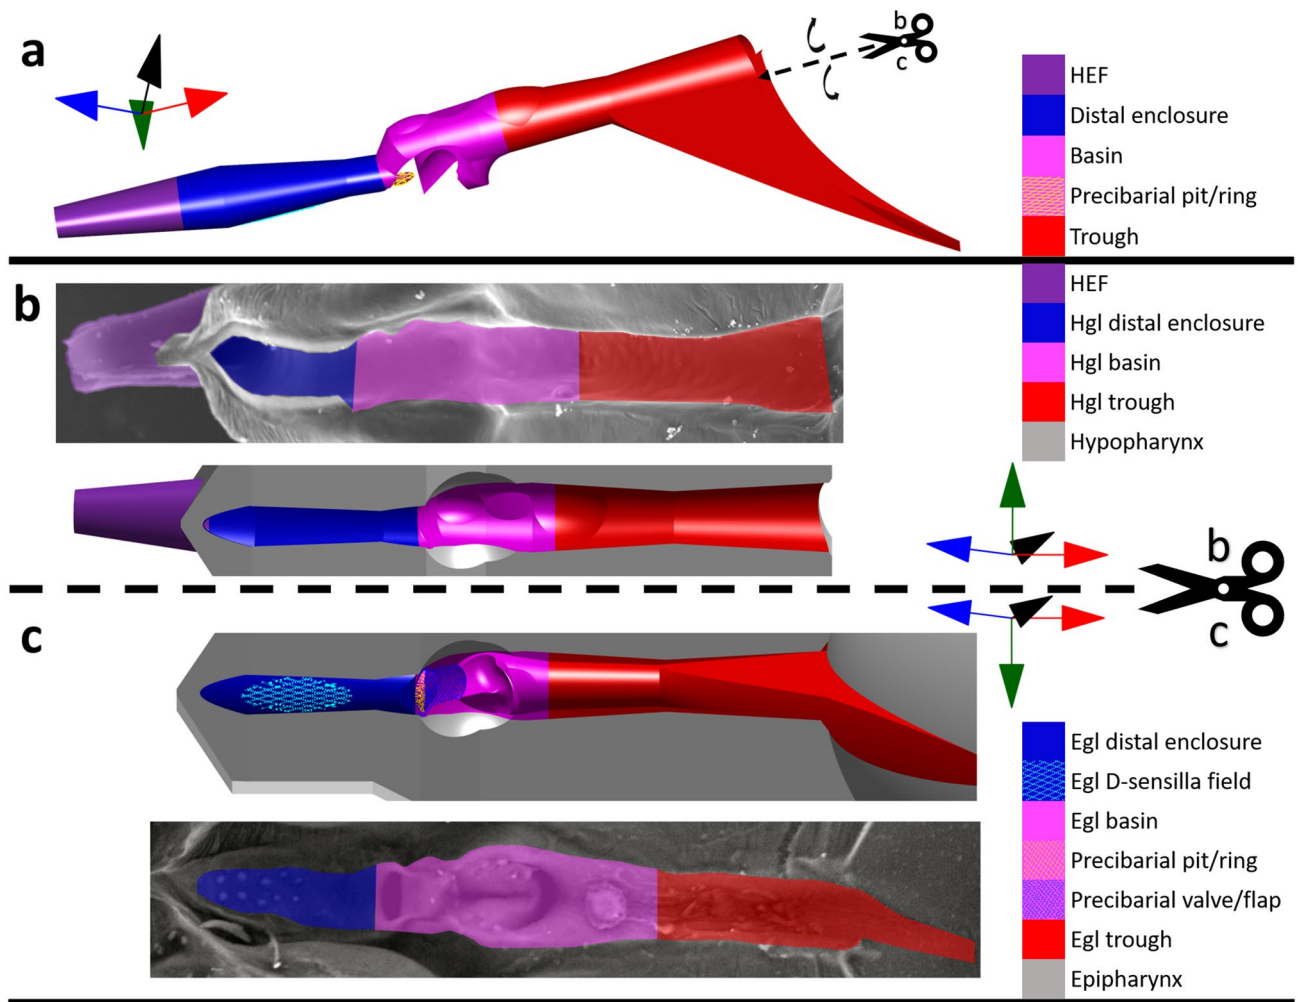 a
b
c
HEF
Distal enclosure
Basin
Precibarial pit/ring
Trough
b
HEF
Hgl distal enclosure
Hgl basin
Hgl trough
Hypopharynx
b
c
c
Egl distal enclosure
Egl D-sensilla field
Egl basin
Precibarial pit/ring
Precibarial valve/flap
Egl trough
Epipharynx